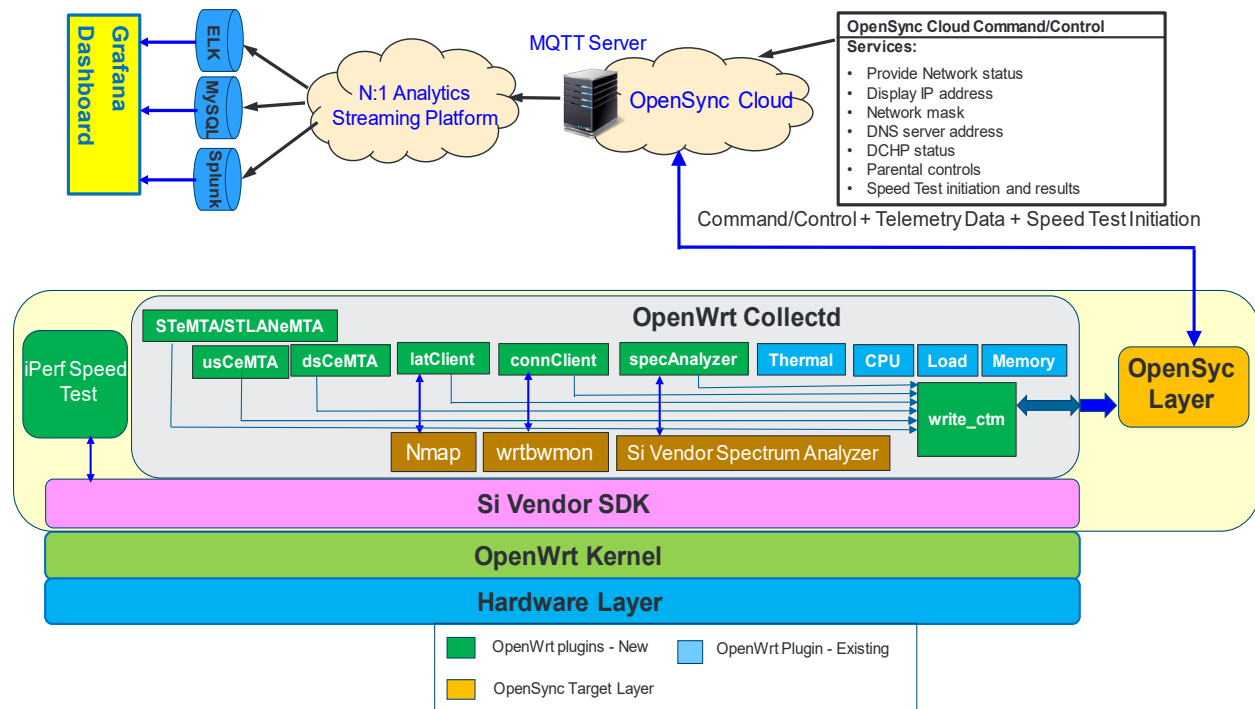 Grafana
Dashboard
ELK
MySQL
Splunk
N:1 Analytics
Streaming Platform
MQTT Server
OpenSync Cloud
OpenSync Cloud Command/Control
Services:
• Provide Network status
• Display IP address
• Network mask
• DNS server address
• DCHP status
• Parental controls
• Speed Test initiation and results
Command/Control + Telemetry Data + Speed Test Initiation
OpenWrt Collectd
STeMTA/STLANeMTA
iPerf Speed
Test
usCeMTA
dsCeMTA
latClient
connClient
specAnalyzer
Thermal
CPU
Load
Memory
OpenSyc
Layer
write_ctm
Nmap
wrtbwmon
Si Vendor Spectrum Analyzer
Si Vendor SDK
OpenWrt Kernel
Hardware Layer
OpenWrt plugins - New
OpenWrt Plugin - Existing
OpenSync Target Layer